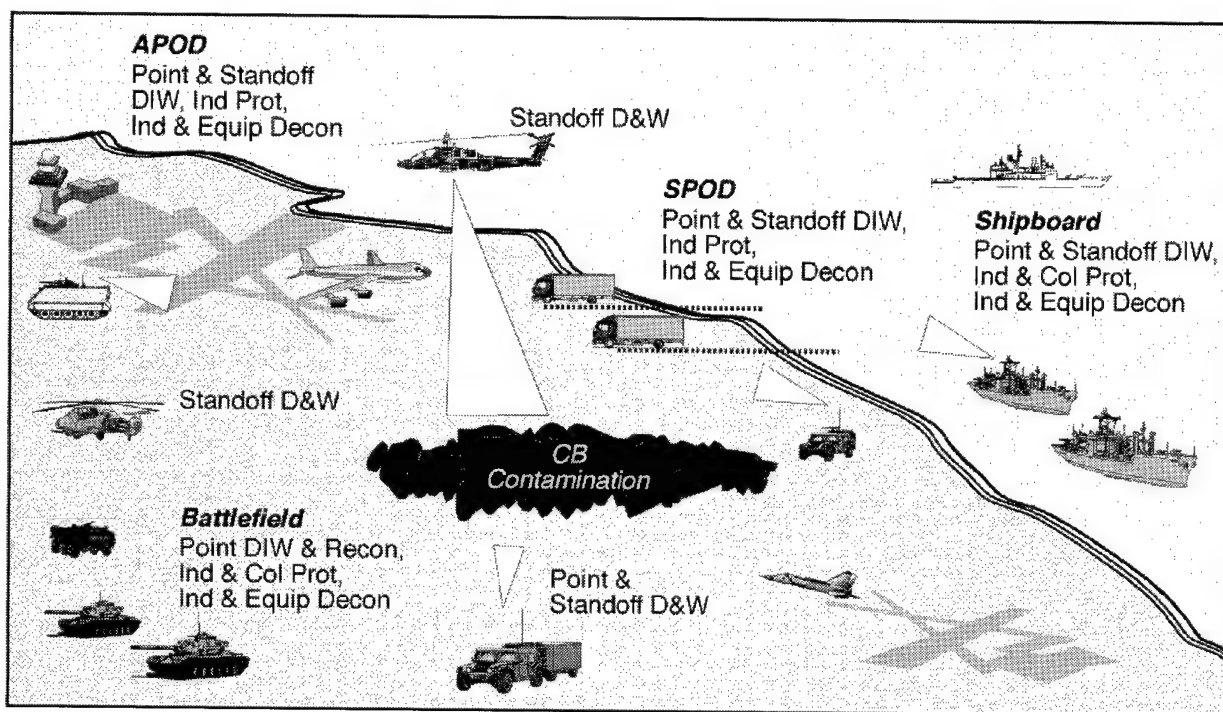 APOD
Point & Standoff
DIW, Ind Prot,
Ind & Equip Decon
Standoff D&W
SPOD
Point & Standoff DIW,
Ind Prot,
Ind & Equip Decon
Shipboard
Point & Standoff DIW,
Ind & Col Prot,
Ind & Equip Decon
Standoff D&W
CB
Contamination
Battlefield
Point DIW & Recon,
Ind & Col Prot,
Ind & Equip Decon
Point &
Standoff D&W